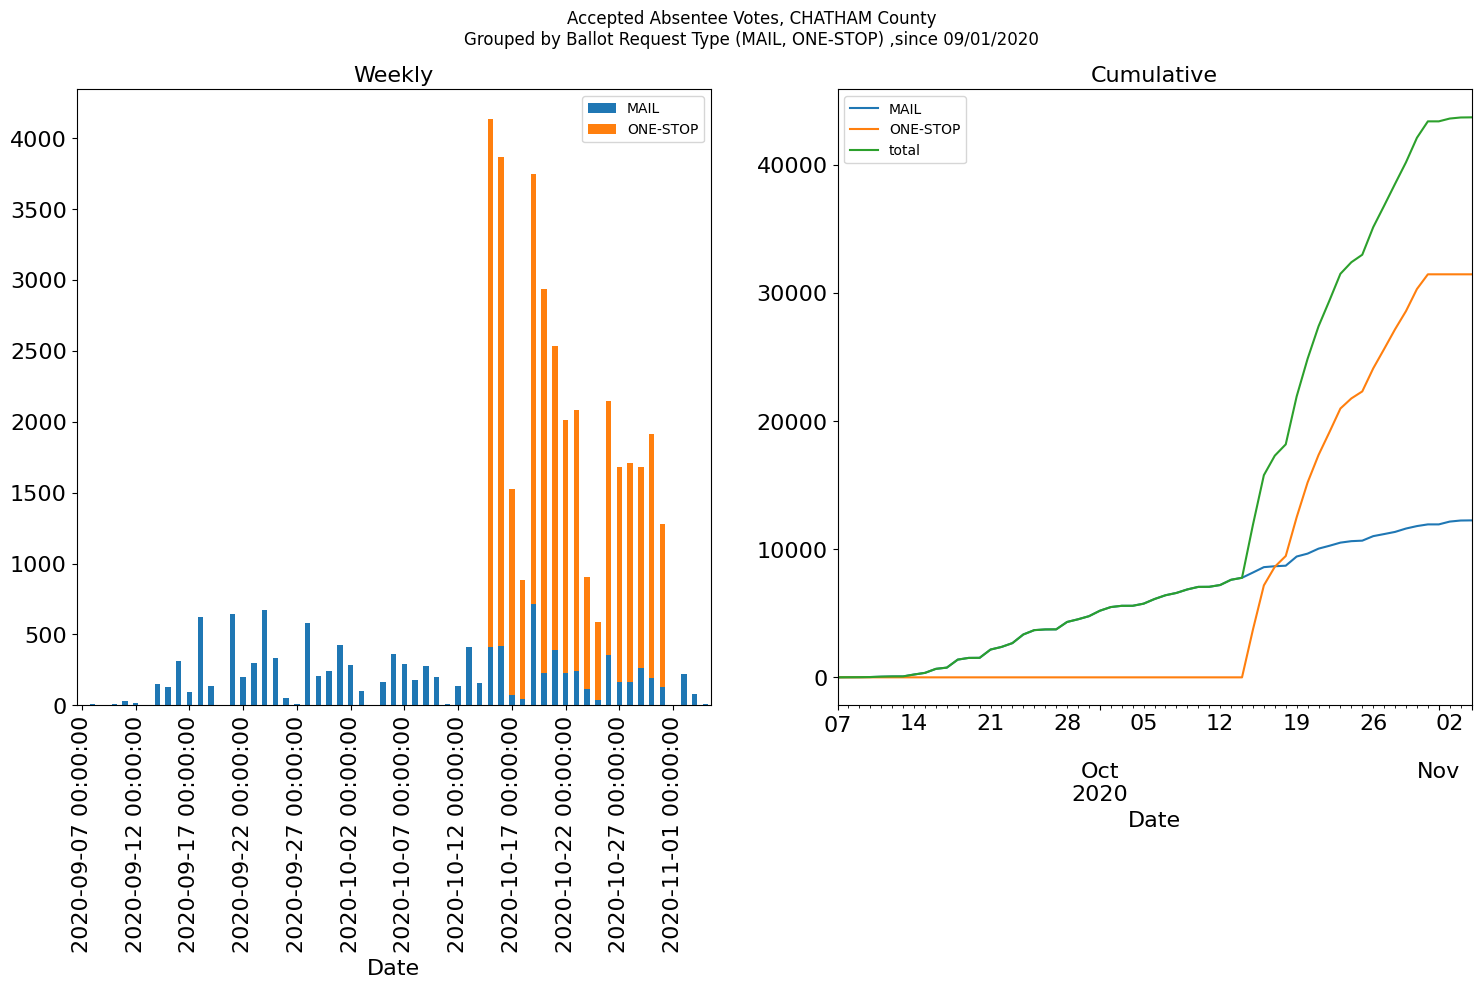 Accepted Absentee Votes, CHATHAM County
Grouped by Ballot Request Type (MAIL, ONE-STOP) ,since 09/01/2020
Weekly
MAIL
ONE-STOP
4000
3500
3000
2500
2000
1500
1000
500
0
2020-09-07 00:00:00
2020-09-12 00:00:00
2020-09-17 00:00:00
2020-09-22 00:00:00
2020-09-27 00:00:00
2020-10-02 00:00:00
2020-10-07 00:00:00
2020-10-12 00:00:00
2020-10-17 00:00:00
2020-10-22 00:00:00
2020-10-27 00:00:00
2020-11-01 00:00:00
Date
Cumulative
MAIL
ONE-STOP
total
40000
30000
20000
10000
0
07 14 21 28 05 12 19 26 02
Oct Nov
2020
Date